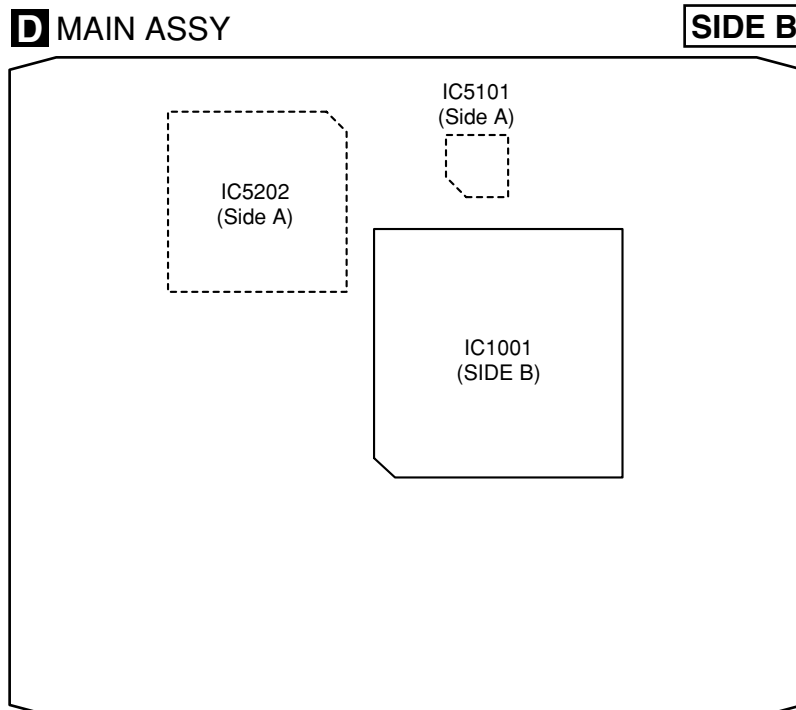 D MAIN ASSY
SIDE B
IC5101
(Side A)
IC5202
(Side A)
IC1001
(SIDE B)